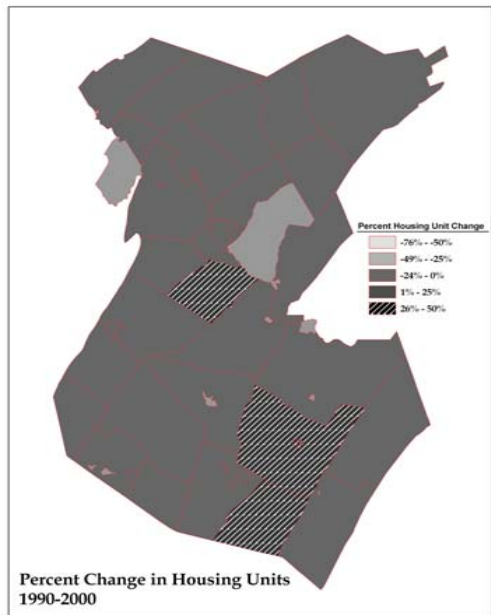 Percent Housing Unit Change
-76% - -50%
-49% - -25%
-24% - 0%
1% - 25%
26% - 50%
Percent Change in Housing Units
1990-2000